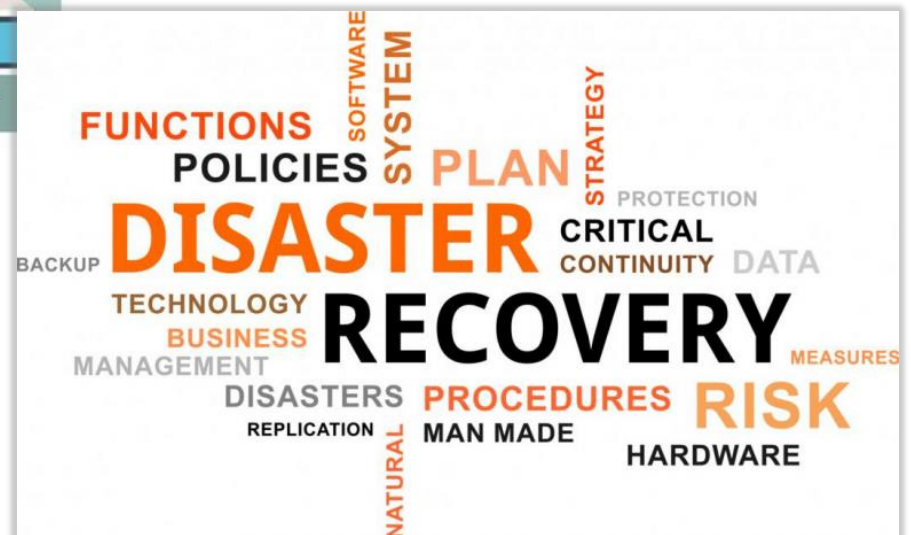 SOFTWARE
SYSTEM
STRATEGY
FUNCTIONS
POLICIES
PLAN
PROTECTION
DISASTER
CRITICAL
BACKUP
CONTINUITY
DATA
TECHNOLOGY
RECOVERY
BUSINESS
MANAGEMENT
MEASURES
DISASTERS
PROCEDURES
RISK
REPLICATION
MAN MADE
NATURAL
HARDWARE